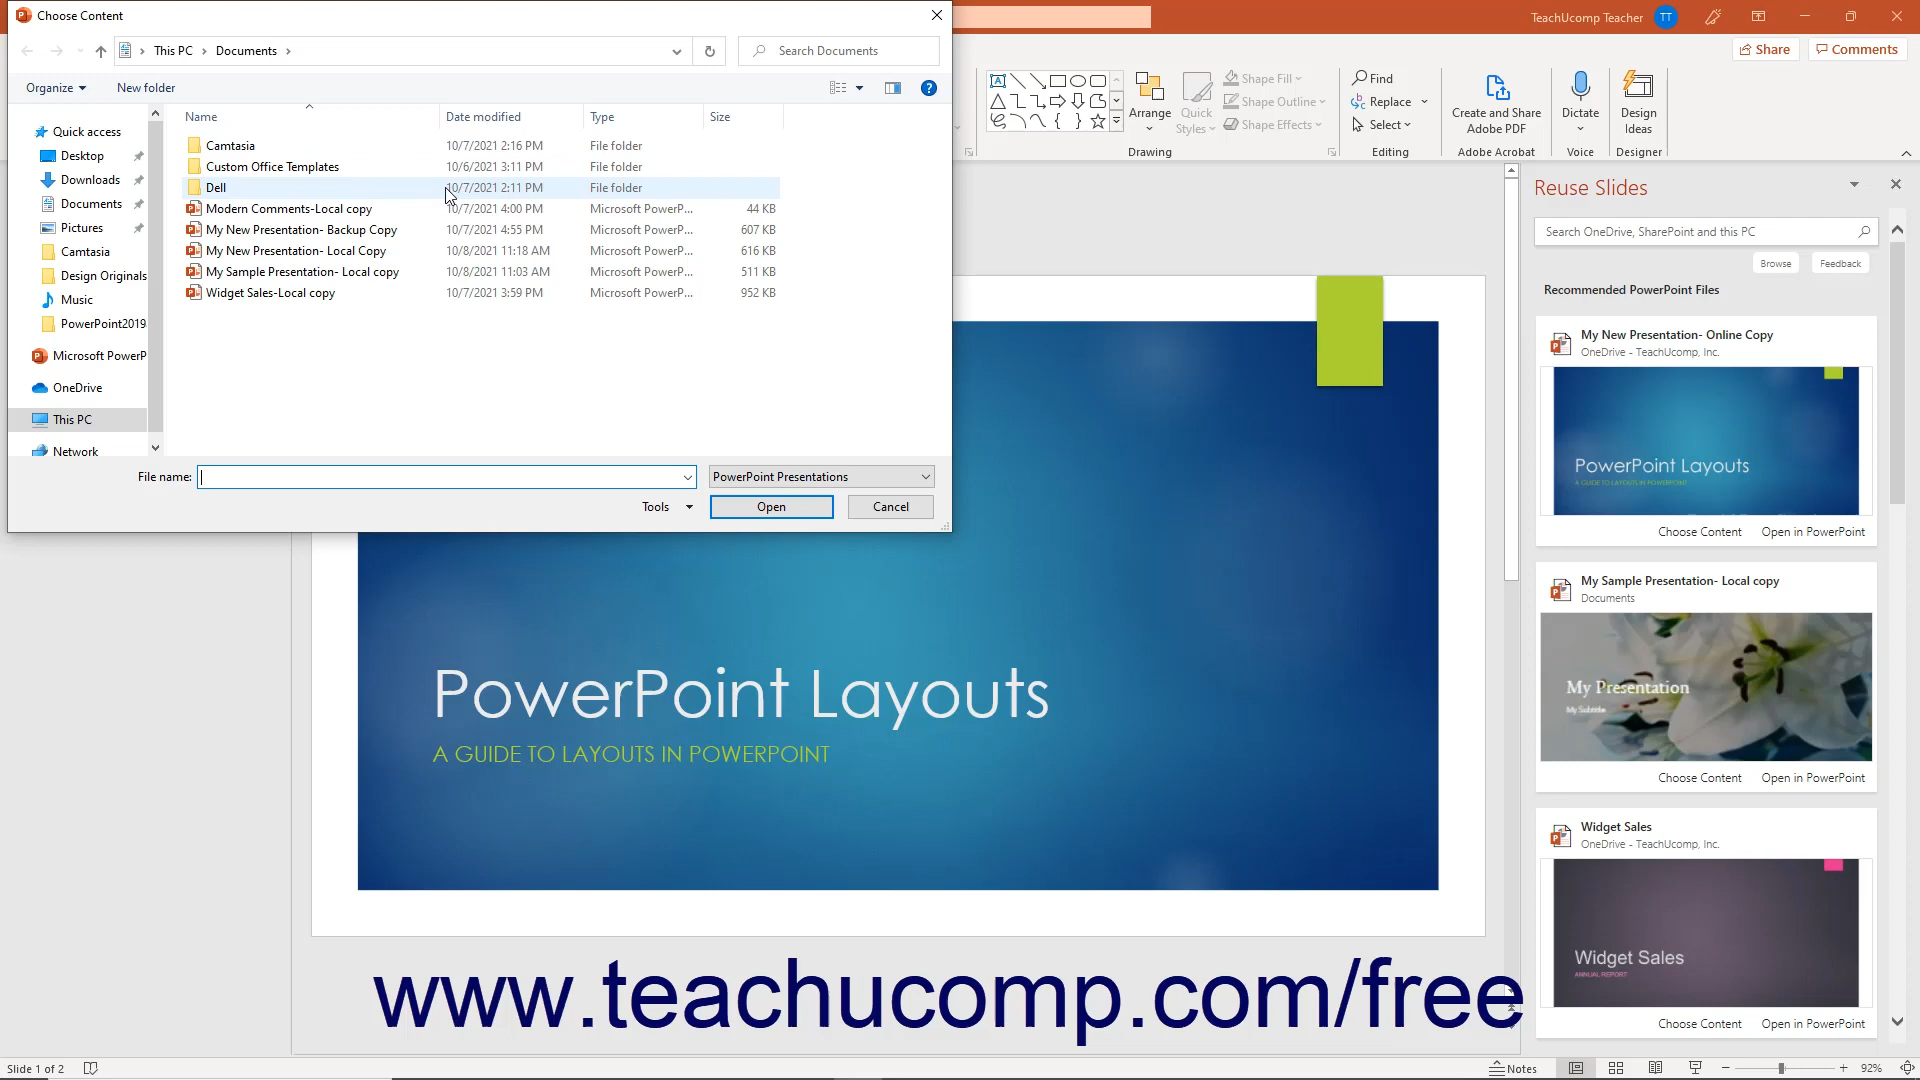 Choose Content
TeachUcomp Teacher
TT
This PC
Documents
Search Documents
Share
Comments
Organize
New folder
Name
Date modified
Type
Size
Quick access
Desktop
Downloads
Documents
Pictures
Camtasia
Design Originals
Music
PowerPoint2019
Microsoft PowerP
OneDrive
This PC
Network
Camtasia 10/7/2021 2:16 PM File folder
Custom Office Templates 10/6/2021 3:11 PM File folder
Dell 10/7/2021 2:11 PM File folder
Modern Comments-Local copy 10/7/2021 4:00 PM Microsoft PowerP... 44 KB
My New Presentation- Backup Copy 10/7/2021 4:55 PM Microsoft PowerP... 607 KB
My New Presentation- Local Copy 10/8/2021 11:18 AM Microsoft PowerP... 616 KB
My Sample Presentation- Local copy 10/8/2021 11:03 AM Microsoft PowerP... 511 KB
Widget Sales-Local copy 10/7/2021 3:59 PM Microsoft PowerP... 952 KB
File name:
PowerPoint Presentations
Tools
Open
Cancel
Arrange
Quick
Styles
Shape Fill
Shape Outline
Shape Effects
Drawing
Find
Replace
Select
Editing
Create and Share
Adobe PDF
Adobe Acrobat
Dictate
Voice
Design
Ideas
Designer
Reuse Slides
Search OneDrive, SharePoint and this PC
Browse
Feedback
Recommended PowerPoint Files
My New Presentation- Online Copy
OneDrive - TeachUcomp, Inc.
PowerPoint Layouts
A GUIDE TO LAYOUTS IN POWERPOINT
Choose Content
Open in PowerPoint
My Sample Presentation- Local copy
Documents
My Presentation
My Subtitle
Choose Content
Open in PowerPoint
Widget Sales
OneDrive - TeachUcomp, Inc.
Widget Sales
ANNUAL REPORT
Choose Content
Open in PowerPoint
PowerPoint Layouts
A GUIDE TO LAYOUTS IN POWERPOINT
www.teachucomp.com/free
Slide 1 of 2
Notes
92%